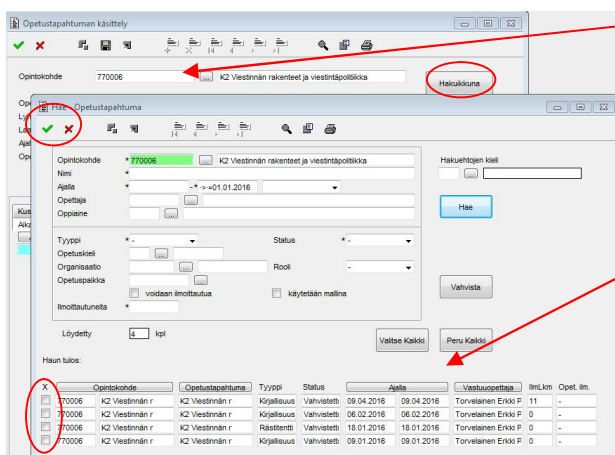 Opetustapahtuman käsittely
Opintokohde 770006 ... K2 Viestinnän rakenteet ja viestintäpolitiikka Hakuikkuna
Hae - Opetustapahtuma
Opintokohde * 770006 ... K2 Viestinnän rakenteet ja viestintäpolitiikka Hakuehtojen kieli
Nimi * ...
Ajalla * - * ->=01.01.2016
Opettaja ... Hae
Oppiaine ...
Kus
Aika
Tyyppi * - Status * -
Opetuskieli ...
Organisaatio ... Rooli -
Opetuspaikka ...
voidaan ilmoittautua käytetään mallina Vahvista
Ilmoittautuneita *
Löydetty 4 kpl Valitse Kaikki Peru Kaikki
Haun tulos:
X Opintokohde Opetustapahtuma Tyyppi Status Ajalla Vastuuopettaja IlmLkm Opet. ilm.
770006 K2 Viestinnän r K2 Viestinnän r Kirjallisuus Vahvistetti 09.04.2016 09.04.2016 Torvelainen Erkki P 11 -
770006 K2 Viestinnän r K2 Viestinnän r Kirjallisuus Vahvistetti 06.02.2016 06.02.2016 Torvelainen Erkki P 0 -
770006 K2 Viestinnän r K2 Viestinnän r Rästitentti Vahvistetti 18.01.2016 18.01.2016 Torvelainen Erkki P 0 -
770006 K2 Viestinnän r K2 Viestinnän r Kirjallisuus Vahvistetti 09.01.2016 09.01.2016 Torvelainen Erkki P 0 -